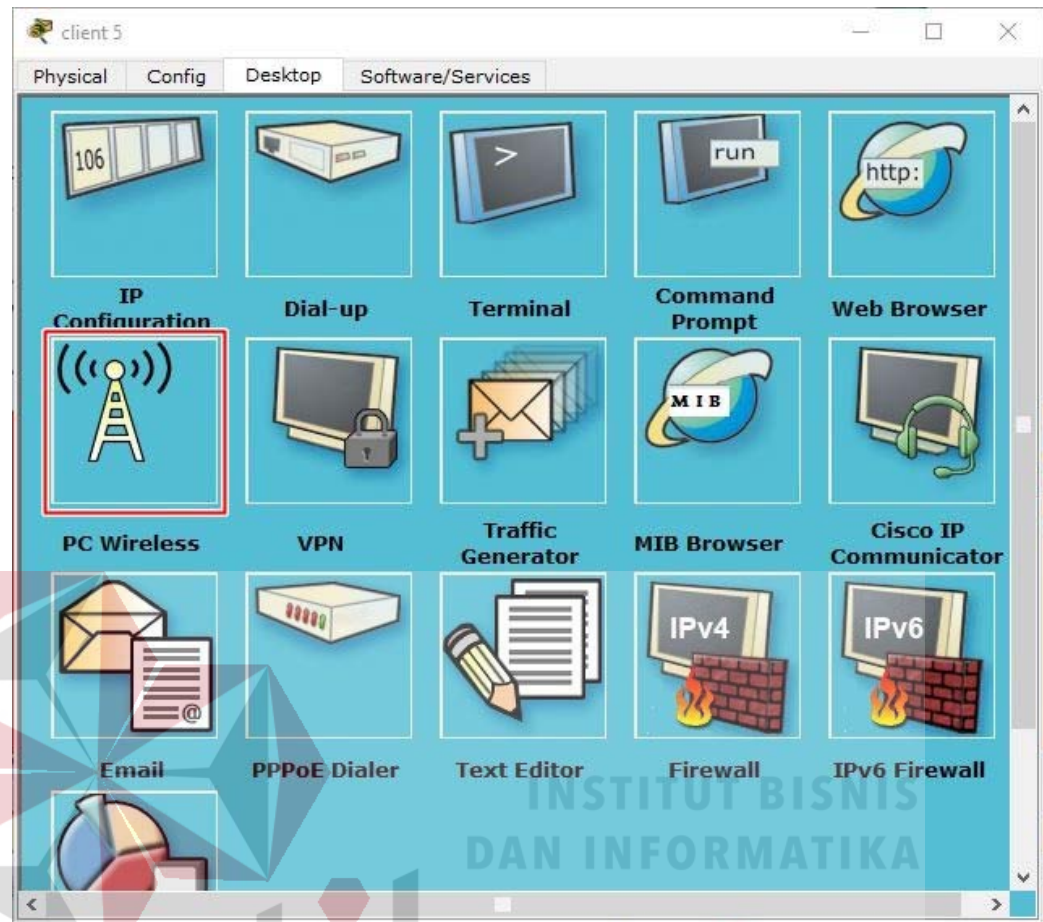 client 5
Physical Config Desktop Software/Services
106
>
run
http:
IP Configuration
Dial-up
Terminal
Command Prompt
Web Browser
MIB
PC Wireless
VPN
Traffic Generator
MIB Browser
Cisco IP Communicator
@
IPv4
IPv6
Email
PPPoE Dialer
Text Editor
Firewall
IPv6 Firewall
INSTITUT BISNIS
DAN INFORMATIKA